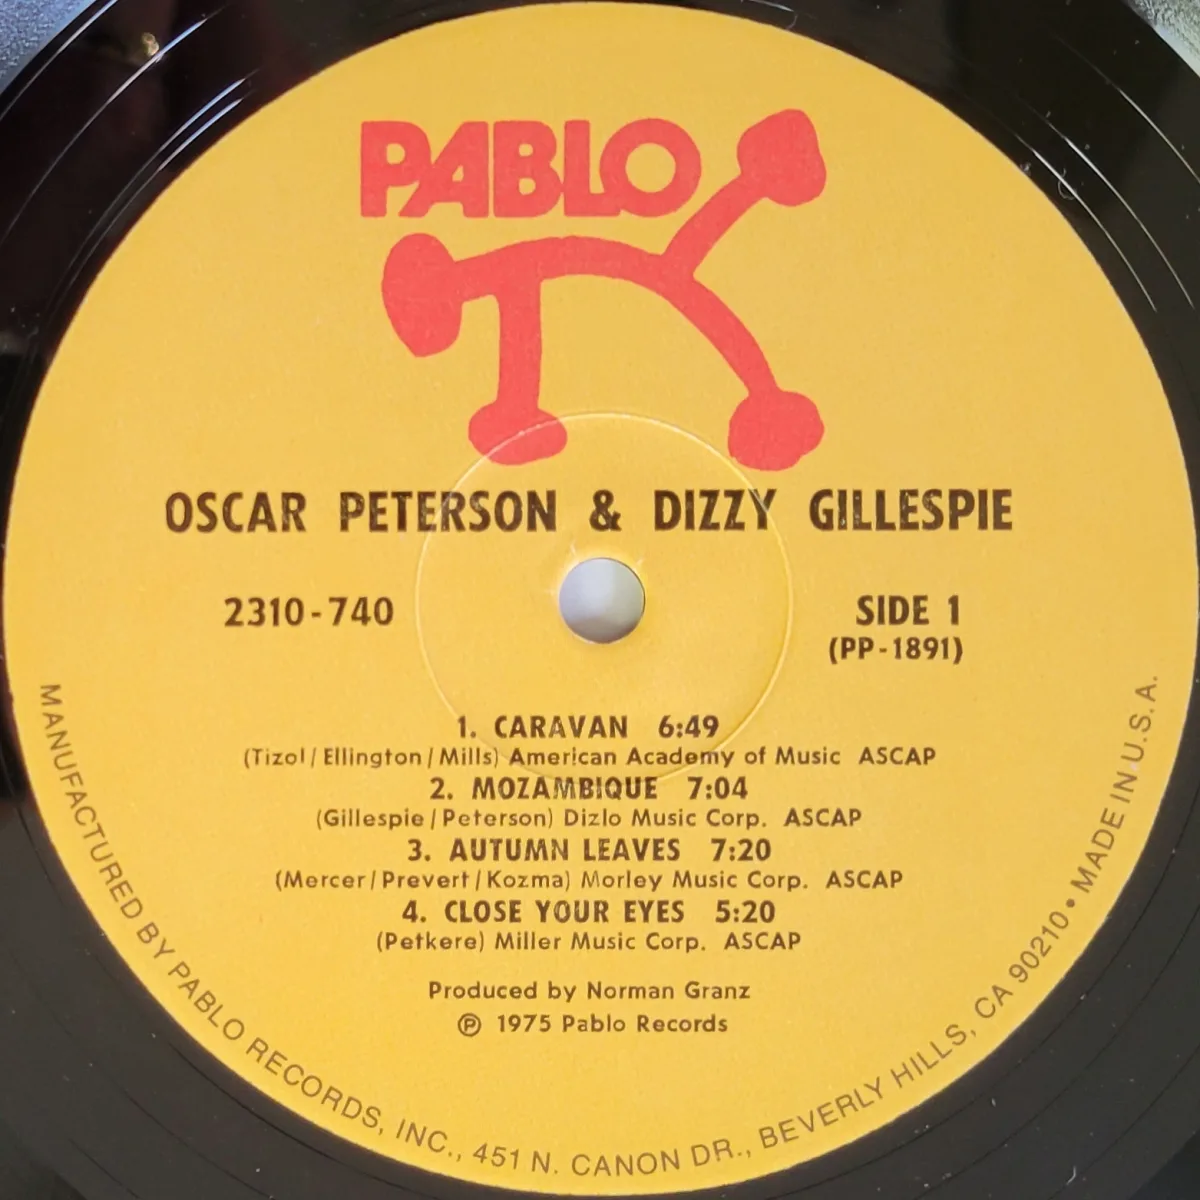 PABLO
OSCAR PETERSON & DIZZY GILLESPIE
2310-740
SIDE 1
(PP-1891)
1. CARAVAN 6:49
(Tizol/Ellington/Mills) American Academy of Music ASCAP
2. MOZAMBIQUE 7:04
(Gillespie/Peterson) Dizlo Music Corp. ASCAP
3. AUTUMN LEAVES 7:20
(Mercer/Prevert/Kozma) Morley Music Corp. ASCAP
4. CLOSE YOUR EYES 5:20
(Petkere) Miller Music Corp. ASCAP
Produced by Norman Granz
℗ 1975 Pablo Records
MANUFACTURED BY PABLO RECORDS, INC., 451 N. CANON DR., BEVERLY HILLS, CA 90210 • MADE IN U.S.A.